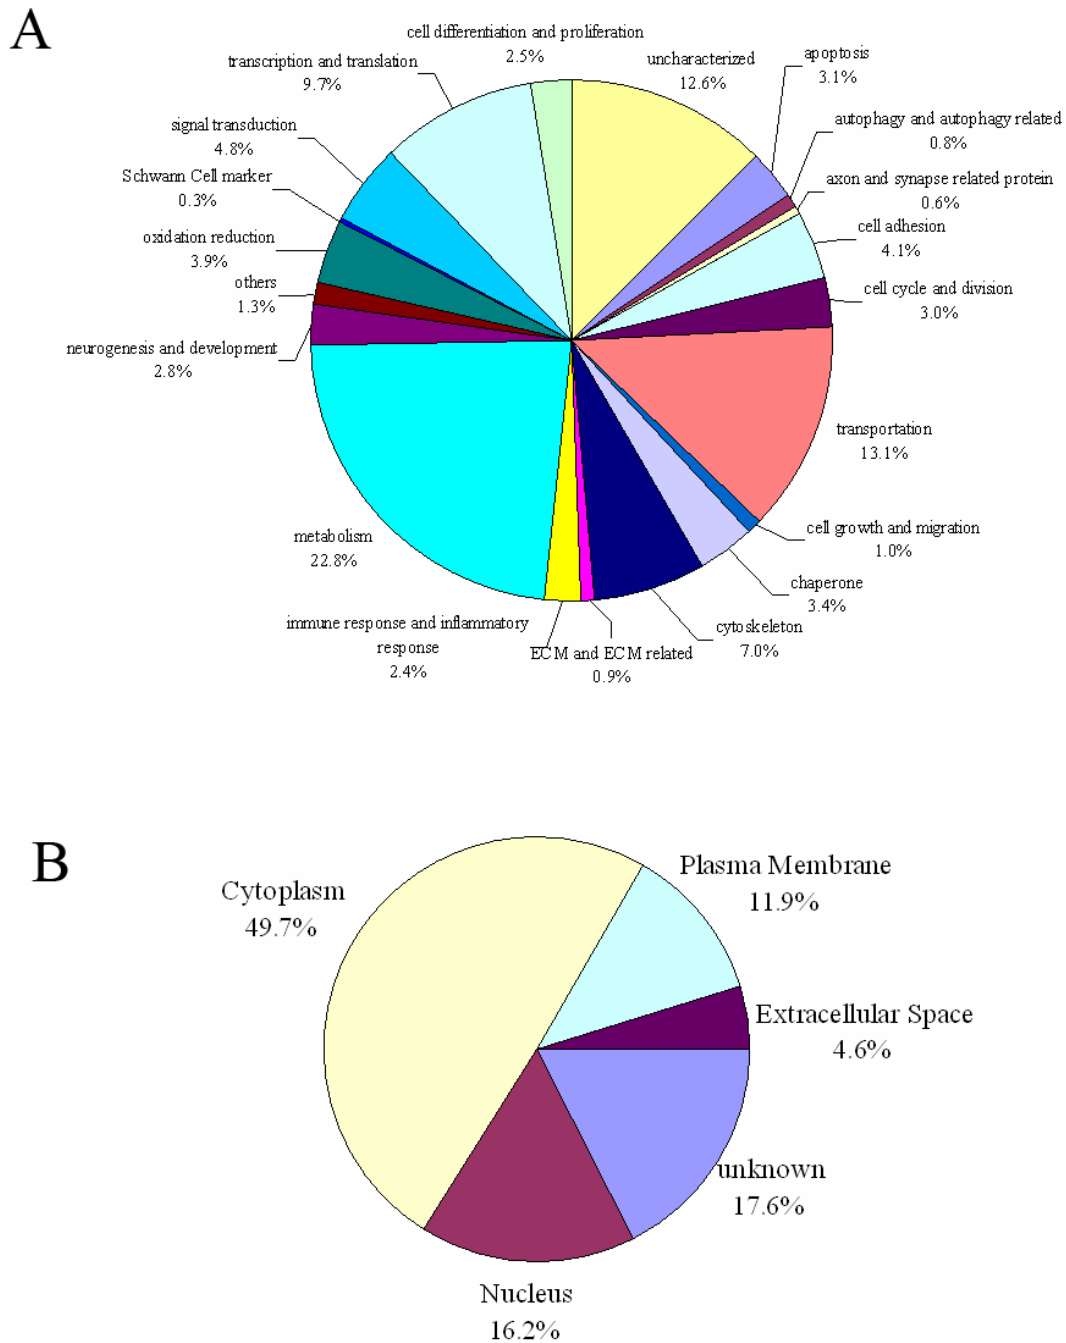 A
cell differentiation and proliferation
2.5%
transcription and translation
9.7%
signal transduction
4.8%
Schwann Cell marker
0.3%
oxidation reduction
3.9%
others
1.3%
neurogenesis and development
2.8%
metabolism
22.8%
immune response and inflammatory
response
2.4%
ECM and ECM related
0.9%
cytoskeleton
7.0%
chaperone
3.4%
cell growth and migration
1.0%
transportation
13.1%
cell cycle and division
3.0%
cell adhesion
4.1%
axon and synapse related protein
0.6%
autophagy and autophagy related
0.8%
apoptosis
3.1%
uncharacterized
12.6%
B
Cytoplasm
49.7%
Plasma Membrane
11.9%
Extracellular Space
4.6%
unknown
17.6%
Nucleus
16.2%